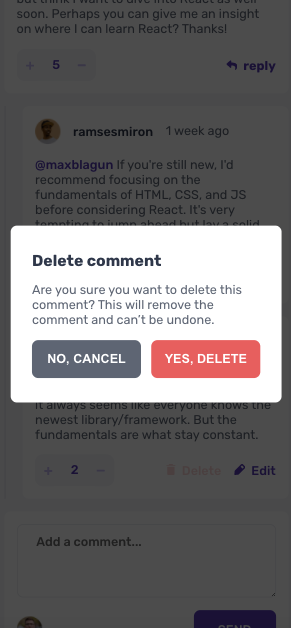 but think I want to dive into React as well
soon. Perhaps you can give me an insight
on where I can learn React? Thanks!
+ 5 −
reply
ramsesmiron 1 week ago
@maxblagun If you're still new, I'd
recommend focusing on the
fundamentals of HTML, CSS, and JS
before considering React. It's very
tempting to jump ahead but lay a solid
Delete comment
Are you sure you want to delete this
comment? This will remove the
comment and can't be undone.
NO, CANCEL
YES, DELETE
It always seems like everyone knows the
newest library/framework. But the
fundamentals are what stay constant.
+ 2 −
Delete
Edit
Add a comment...
SEND